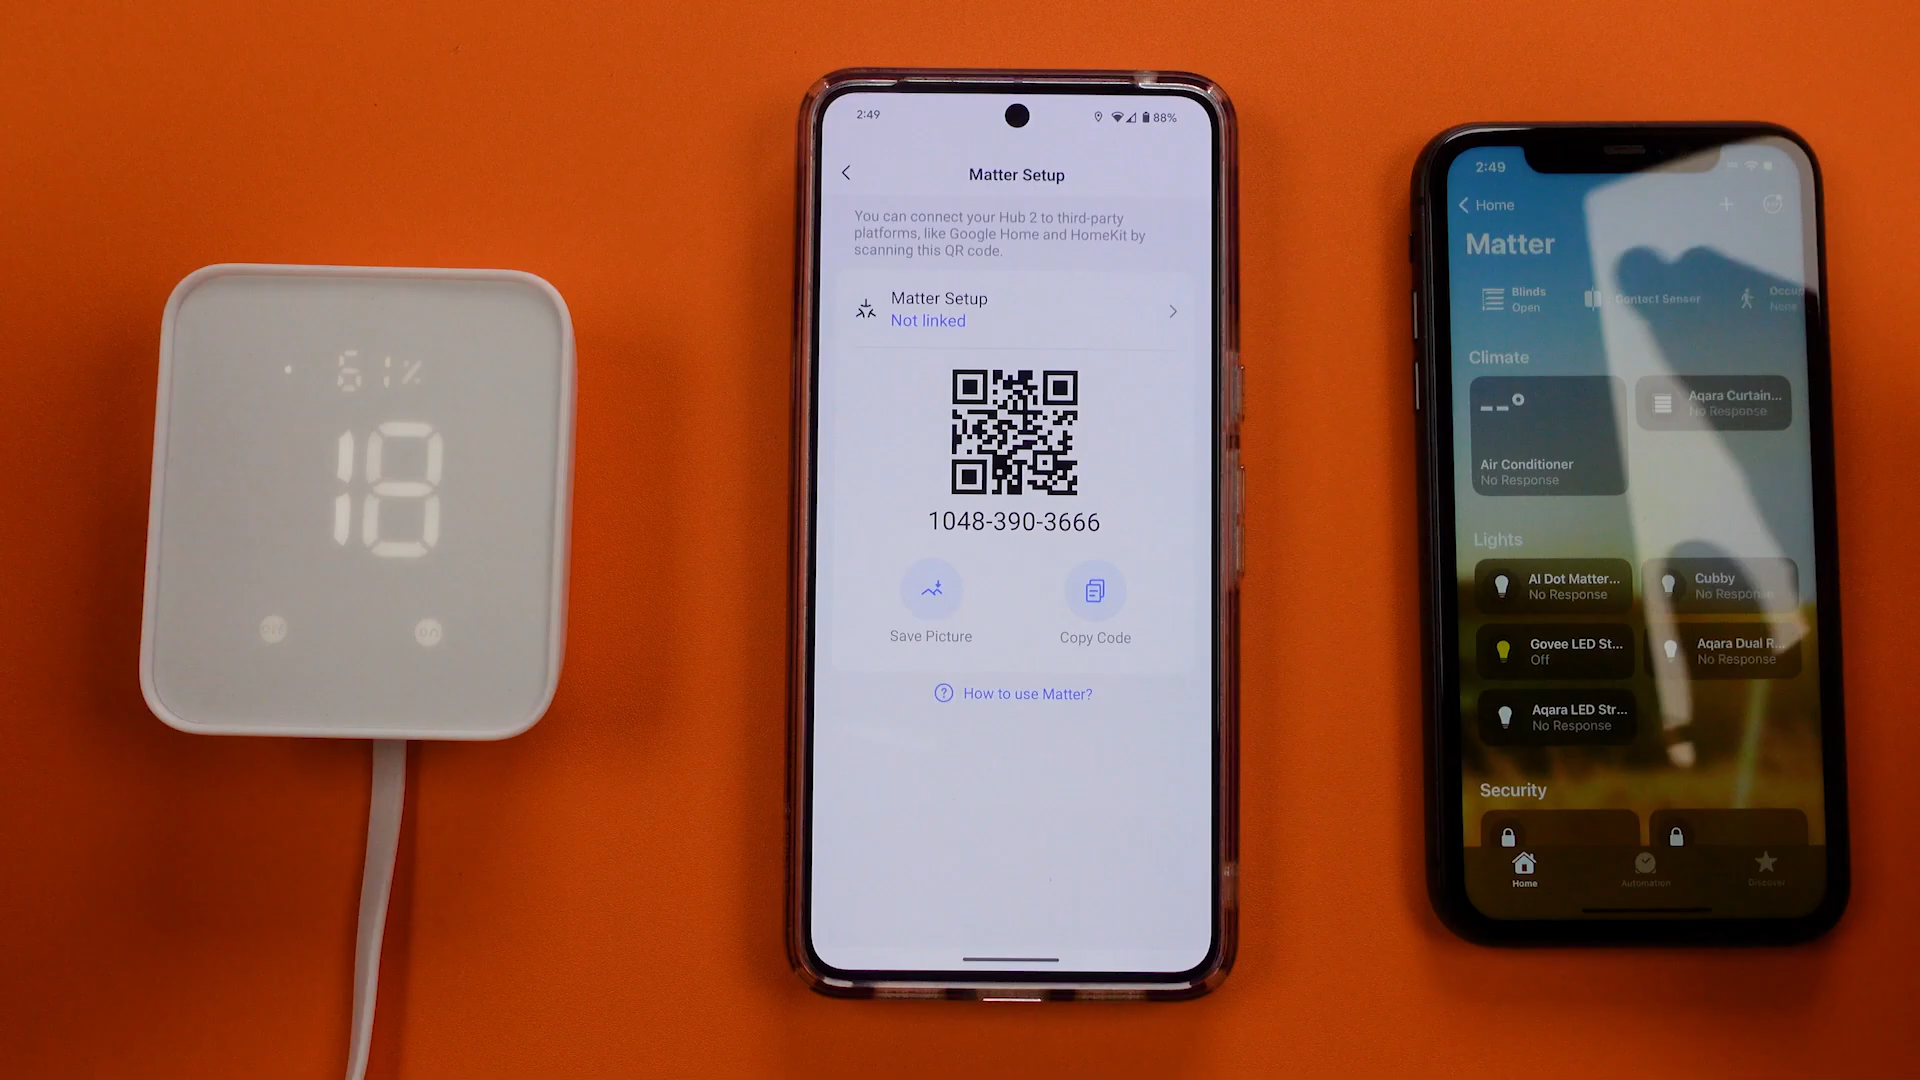 61%
18
ON
2:49
88%
Matter Setup
You can connect your Hub 2 to third-party
platforms, like Google Home and HomeKit by
scanning this QR code.
Matter Setup
Not linked
1048-390-3666
Save Picture
Copy Code
How to use Matter?
2:49
Home
Matter
Blinds
Open
Contact Sensor
Occup
None
Climate
--°
Air Conditioner
No Response
Aqara Curtain...
No Response
Lights
AI Dot Matter...
No Response
Cubby
No Response
Govee LED St...
Off
Aqara Dual R...
No Response
Aqara LED Str...
No Response
Security
Home
Automation
Discover